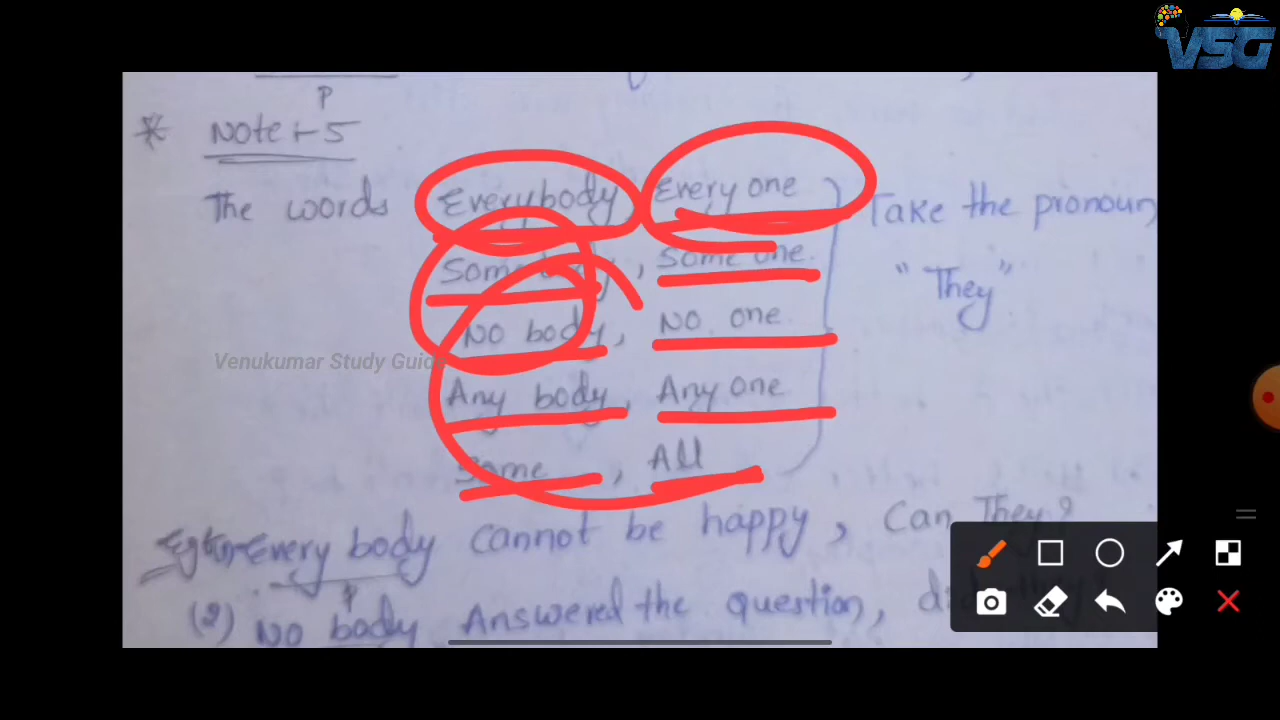 VSG
P
* Note :- 5
The words Everybody, Every one Take the pronoun
Some body, Some one. "They"
No body, No one
Venukumar Study Guide
Any body, Any one
Some, All
Every body cannot be happy, Can They?
P
(2) No body Answered the question,